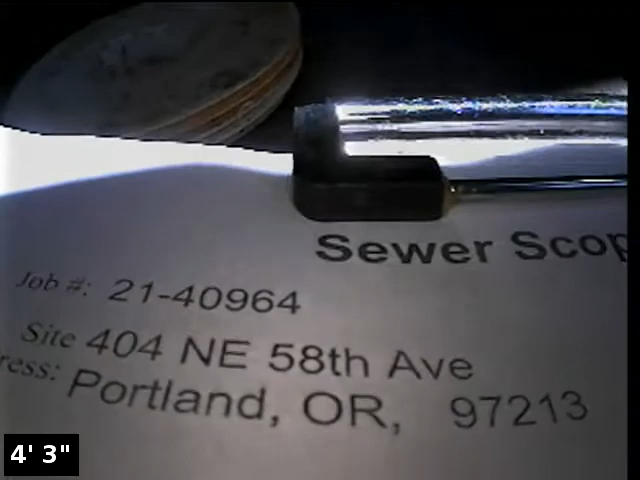 Sewer Scop
Job #: 21-40964
Site 404 NE 58th Ave
ress: Portland, OR, 97213
4' 3"